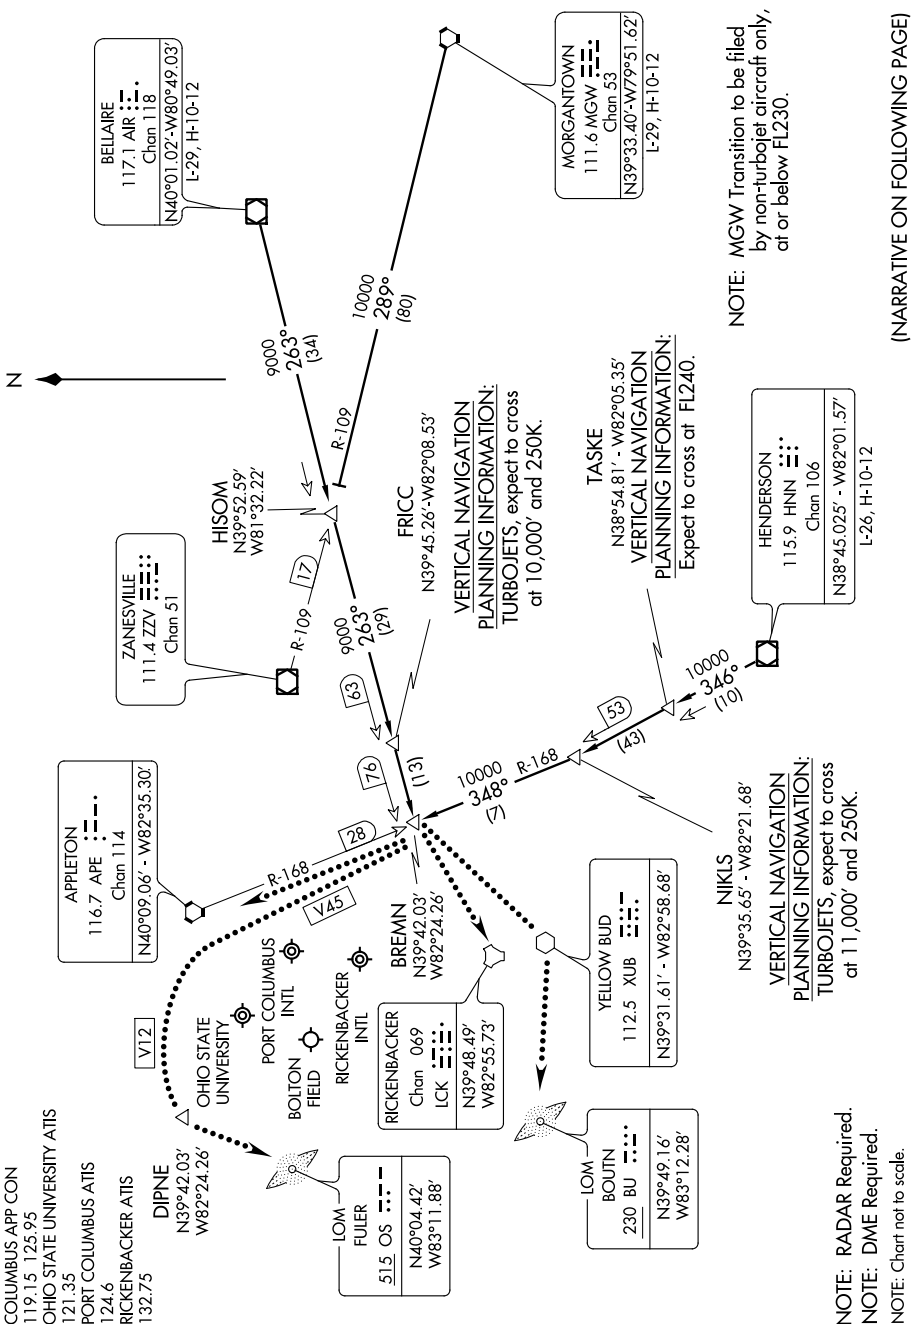 COLUMBUS APP CON
119.15 125.95
OHIO STATE UNIVERSITY ATIS
121.35
PORT COLUMBUS ATIS
124.6
RICKENBACKER ATIS
132.75
N
BELLAIRE
117.1 AIR
Chan 118
N40°01.02′-W80°49.03′
L-29, H-10-12
MORGANTOWN
111.6 MGW
Chan 53
N39°33.40′-W79°51.62′
L-29, H-10-12
9000
263°
(34)
10000
289°
(80)
R-109
HISOM
N39°52.59′
W81°32.22′
ZANESVILLE
111.4 ZZV
Chan 51
R-109
17
9000
263°
(29)
63
FRICC
N39°45.26′-W82°08.53′
VERTICAL NAVIGATION
PLANNING INFORMATION:
TURBOJETS, expect to cross
at 10,000′ and 250K.
TASKE
N38°54.81′ - W82°05.35′
VERTICAL NAVIGATION
PLANNING INFORMATION:
Expect to cross at FL240.
HENDERSON
115.9 HNN
Chan 106
N38°45.025′ - W82°01.57′
L-26, H-10-12
10000
346°
(10)
53
(43)
R-168
10000
348°
(7)
76
(13)
APPLETON
116.7 APE
Chan 114
N40°09.06′ - W82°35.30′
R-168
28
V45
V12
BREMN
N39°42.03′
W82°24.26′
NIKLS
N39°35.65′ - W82°21.68′
VERTICAL NAVIGATION
PLANNING INFORMATION:
TURBOJETS, expect to cross
at 11,000′ and 250K.
OHIO STATE
UNIVERSITY
PORT COLUMBUS
INTL
BOLTON
FIELD
RICKENBACKER
INTL
RICKENBACKER
Chan 069
LCK
N39°48.49′
W82°55.73′
YELLOW BUD
112.5 XUB
N39°31.61′ - W82°58.68′
DIPNE
N39°42.03′
W82°24.26′
LOM
FULER
515 OS
N40°04.42′
W83°11.88′
LOM
BOUTN
230 BU
N39°49.16′
W83°12.28′
NOTE: MGW Transition to be filed
by non-turbojet aircraft only,
at or below FL230.
NOTE: RADAR Required.
NOTE: DME Required.
NOTE: Chart not to scale.
(NARRATIVE ON FOLLOWING PAGE)